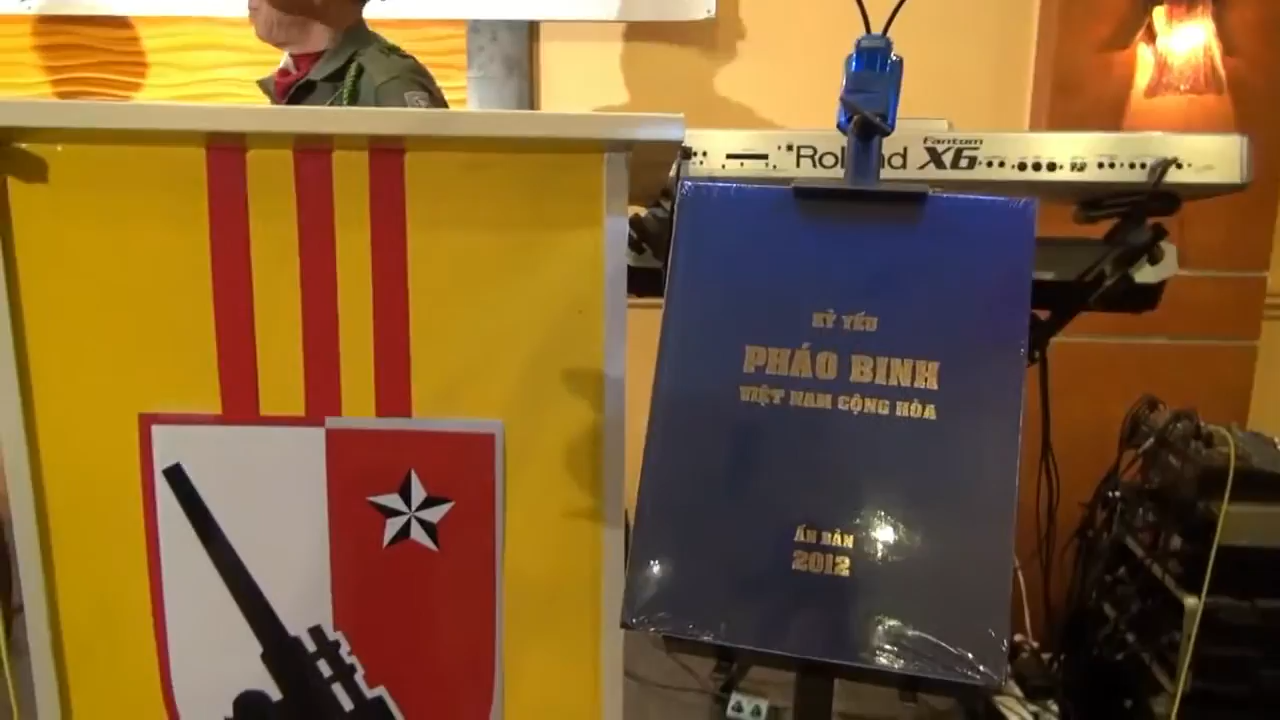 Roland
Fantom
X6
KỶ YẾU
PHÁO BINH
VIỆT NAM CỘNG HÒA
ẤN BẢN
2012